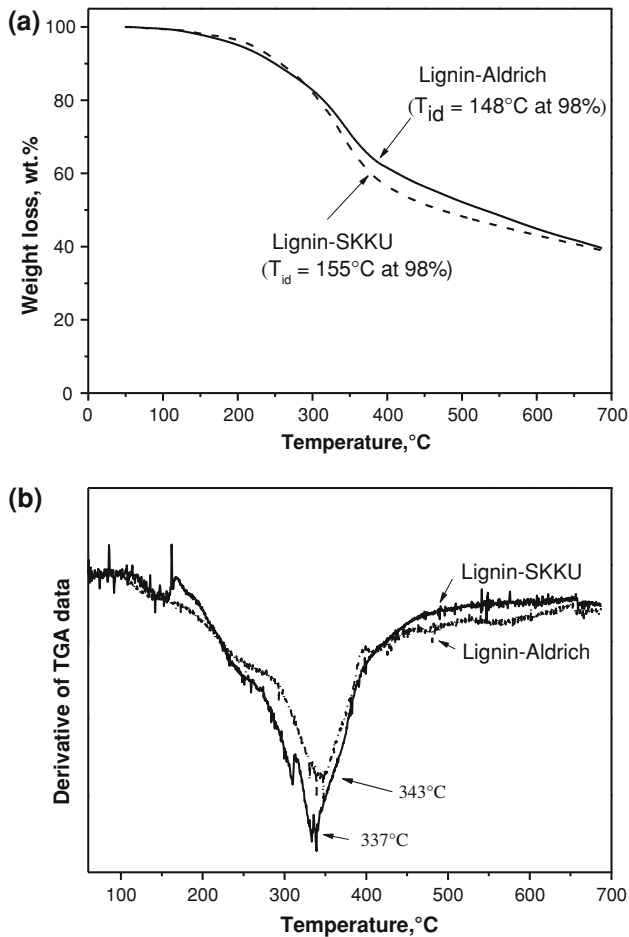 (a)
100
80
60
40
20
0
Weight loss, wt.%
Lignin-Aldrich
(Tid = 148°C at 98%)
Lignin-SKKU
(Tid = 155°C at 98%)
0 100 200 300 400 500 600 700
Temperature,°C
(b)
Derivative of TGA data
Lignin-SKKU
Lignin-Aldrich
343°C
337°C
100 200 300 400 500 600 700
Temperature,°C